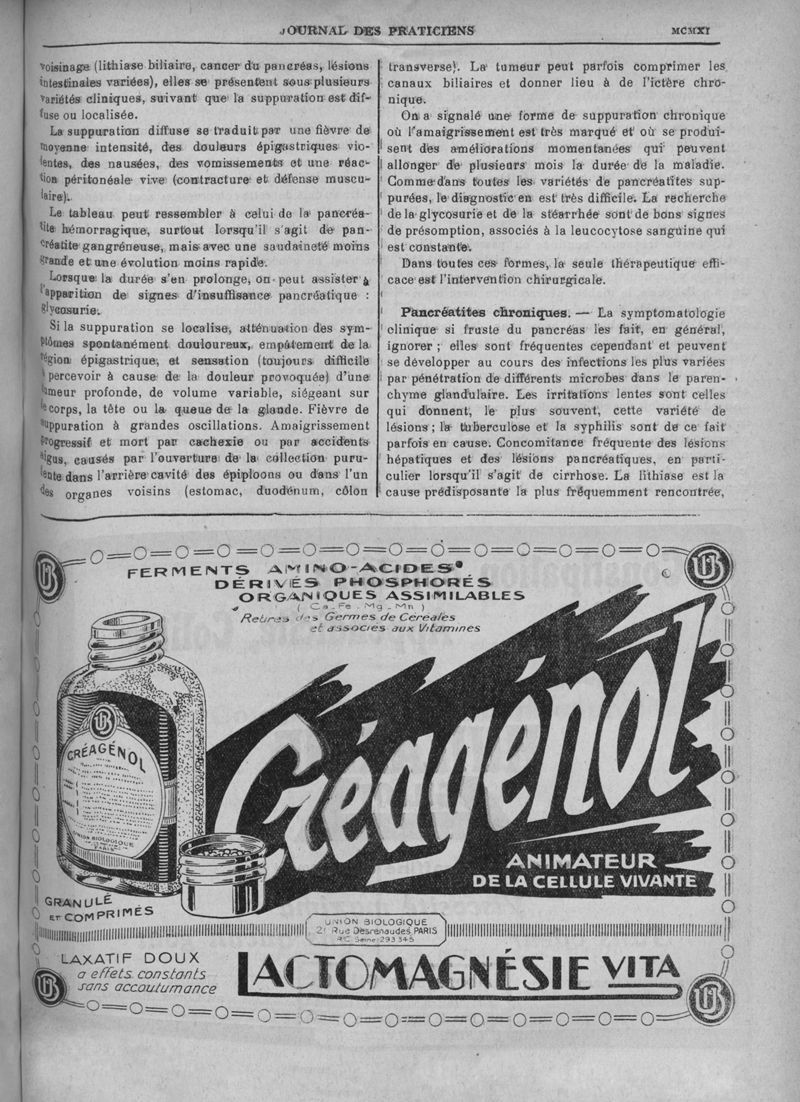 JOURNAL DES PRATICIENS
MCMXI
voisinage (lithiase biliaire, cancer du pancréas, lésions
intestinales variées), elles se présentent sous plusieurs
variétés cliniques, suivant que la suppuration est dif-
fuse ou localisée.
La suppuration diffuse se traduit par une fièvre de
moyenne intensité, des douleurs épigastriques vio-
lentes, des nausées, des vomissements et une réac-
tion péritonéale vive (contracture et défense muscu-
laire).
Le tableau peut ressembler à celui de la pancréa-
tite hémorragique, surtout lorsqu'il s'agit de pan-
créatite gangréneuse, mais avec une soudaineté moins
grande et une évolution moins rapide.
Lorsque la durée s'en prolonge, on peut assister à
l'apparition de signes d'insuffisance pancréatique :
glycosurie.
Si la suppuration se localise, atténuation des sym-
ptômes spontanément douloureux, empâtement de la
région épigastrique, et sensation (toujours difficile
à percevoir à cause de la douleur provoquée) d'une
tumeur profonde, de volume variable, siégeant sur
le corps, la tête ou la queue de la glande. Fièvre de
suppuration à grandes oscillations. Amaigrissement
progressif et mort par cachexie ou par accidents
aigus, causés par l'ouverture de la collection puru-
lente dans l'arrière cavité des épiploons ou dans l'un
des organes voisins (estomac, duodénum, côlon
transverse). La tumeur peut parfois comprimer les
canaux biliaires et donner lieu à de l'ictère chro-
nique.
On a signalé une forme de suppuration chronique
où l'amaigrissement est très marqué et où se produi-
sent des améliorations momentanées qui peuvent
allonger de plusieurs mois la durée de la maladie.
Comme dans toutes les variétés de pancréatites sup-
purées, le diagnostic en est très difficile. La recherche
de la glycosurie et de la stéarrhée sont de bons signes
de présomption, associés à la leucocytose sanguine qui
est constante.
Dans toutes ces formes, la seule thérapeutique effi-
cace est l'intervention chirurgicale.
Pancréatites chroniques. — La symptomatologie
clinique si fruste du pancréas les fait, en général,
ignorer ; elles sont fréquentes cependant et peuvent
se développer au cours des infections les plus variées
par pénétration de différents microbes dans le paren-
chyme glandulaire. Les irritations lentes sont celles
qui donnent, le plus souvent, cette variété de
lésions ; la tuberculose et la syphilis sont de ce fait
parfois en cause. Concomitance fréquente des lésions
hépatiques et des lésions pancréatiques, en parti-
culier lorsqu'il s'agit de cirrhose. La lithiase est la
cause prédisposante la plus fréquemment rencontrée,
FERMENTS AMINO-ACIDES
DÉRIVÉS PHOSPHORÉS
ORGANIQUES ASSIMILABLES
( Ca . Fe . Mg . Mn )
Retirés des Germes de Céréales
et associés aux Vitamines
UB
CRÉAGÉNOL
UNION BIOLOGIQUE
PARIS
Créagénol
ANIMATEUR
DE LA CELLULE VIVANTE
GRANULÉ
ET COMPRIMÉS
UNION BIOLOGIQUE
2 Rue Desrenaudes PARIS
R.C. Seine 293 345
LAXATIF DOUX
a effets constants
sans accoutumance
LACTOMAGNÉSIE VITA